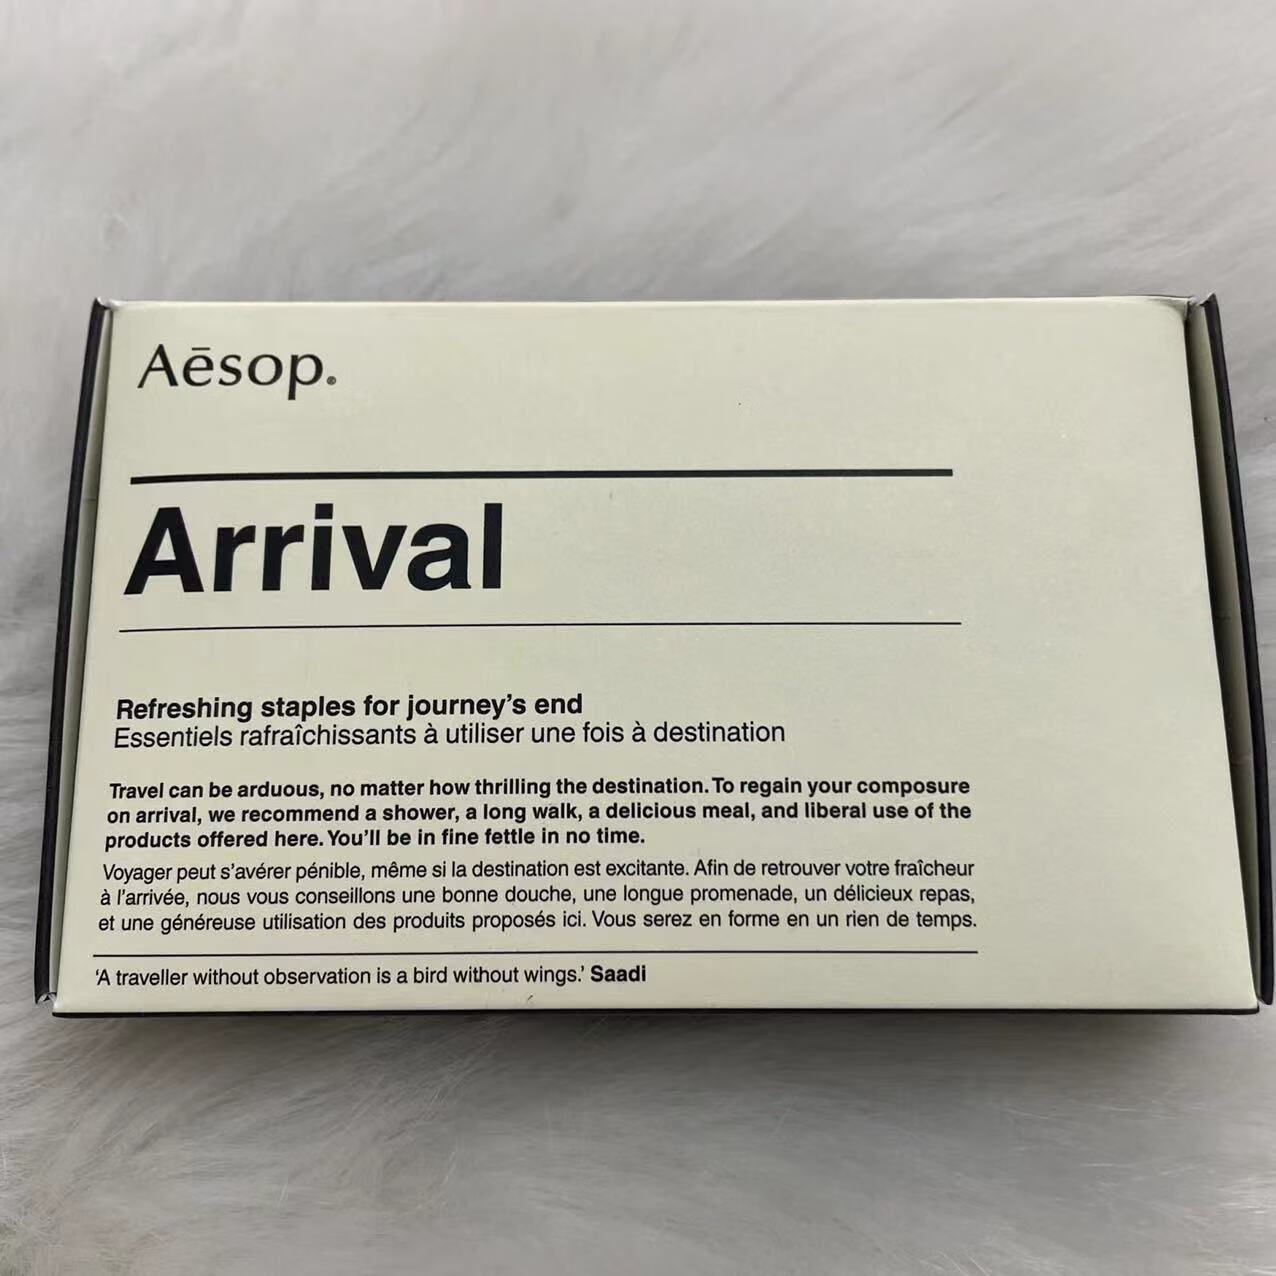 Aēsop®
Arrival
Refreshing staples for journey's end
Essentiels rafraîchissants à utiliser une fois à destination
Travel can be arduous, no matter how thrilling the destination. To regain your composure
on arrival, we recommend a shower, a long walk, a delicious meal, and liberal use of the
products offered here. You'll be in fine fettle in no time.
Voyager peut s'avérer pénible, même si la destination est excitante. Afin de retrouver votre fraîcheur
à l'arrivée, nous vous conseillons une bonne douche, une longue promenade, un délicieux repas,
et une généreuse utilisation des produits proposés ici. Vous serez en forme en un rien de temps.
'A traveller without observation is a bird without wings.' Saadi